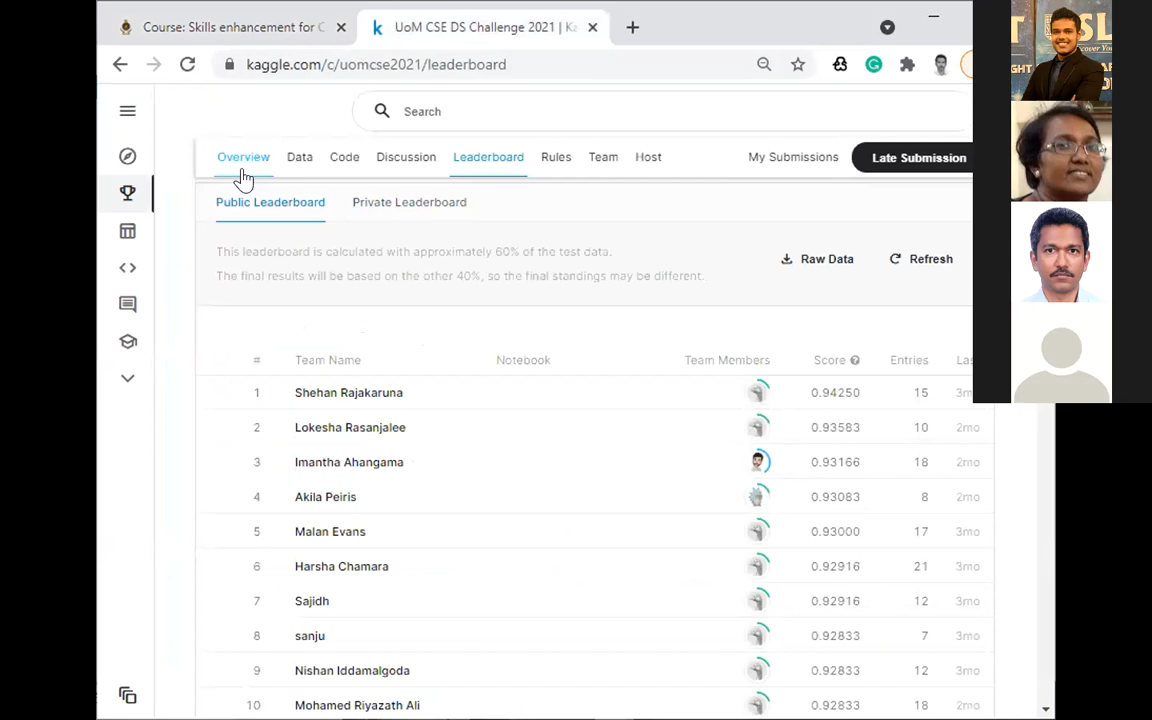 Course: Skills enhancement for C
UoM CSE DS Challenge 2021 | Ka
kaggle.com/c/uomcse2021/leaderboard
Search
Overview Data Code Discussion Leaderboard Rules Team Host My Submissions Late Submission
Public Leaderboard Private Leaderboard
This leaderboard is calculated with approximately 60% of the test data.
The final results will be based on the other 40%, so the final standings may be different.
Raw Data Refresh
# Team Name Notebook Team Members Score Entries Las
1 Shehan Rajakaruna 0.94250 15 3m
2 Lokesha Rasanjalee 0.93583 10 2mo
3 Imantha Ahangama 0.93166 18 2mo
4 Akila Peiris 0.93083 8 2mo
5 Malan Evans 0.93000 17 3mo
6 Harsha Chamara 0.92916 21 3mo
7 Sajidh 0.92916 12 3mo
8 sanju 0.92833 7 3mo
9 Nishan Iddamalgoda 0.92833 12 3mo
10 Mohamed Riyazath Ali 0.92833 18 2mo